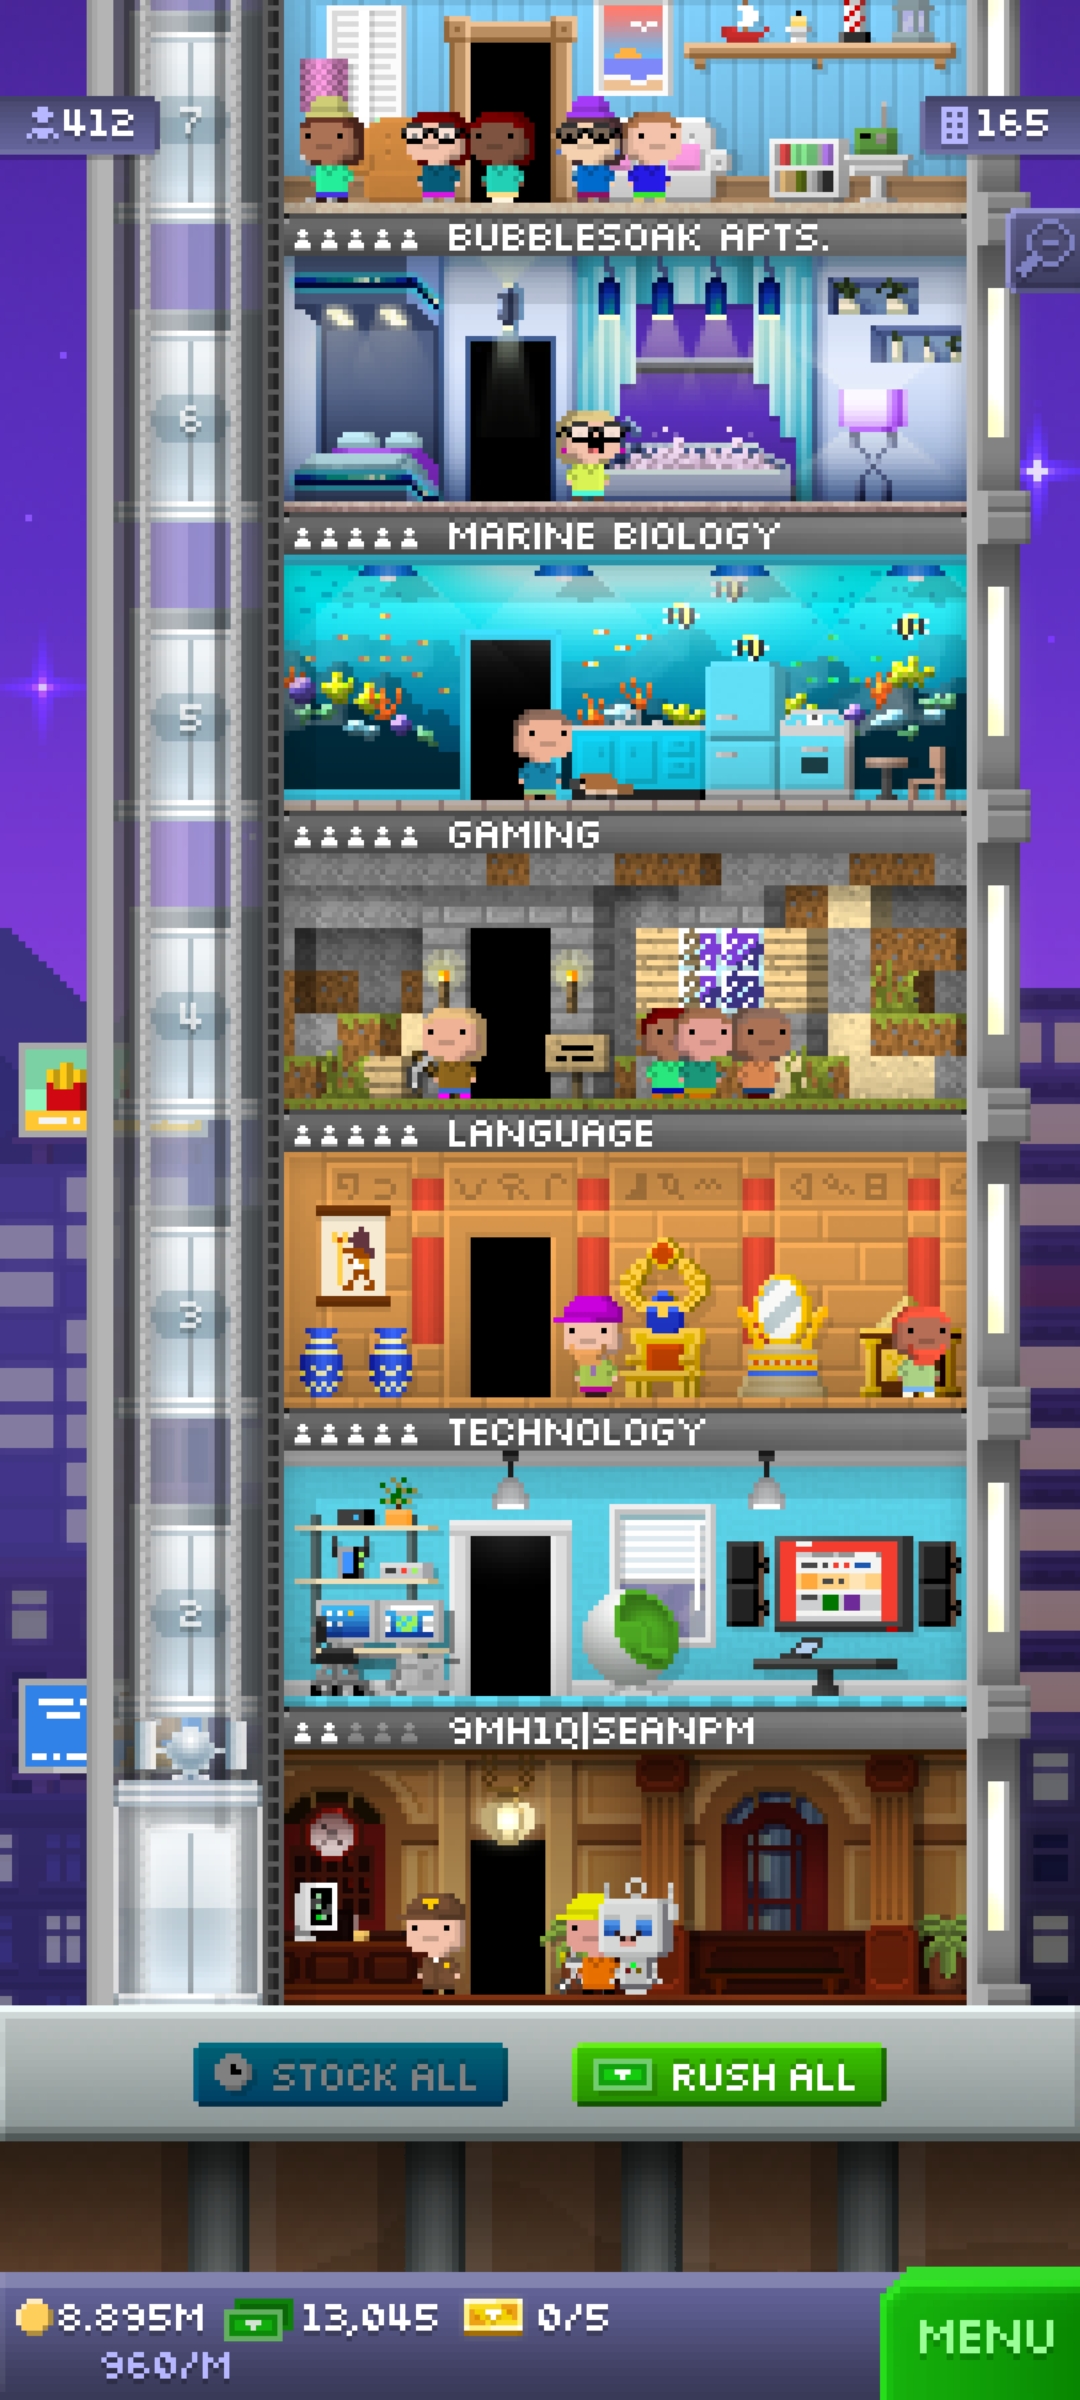 412
7
165
BUBBLESOAK APTS.
6
MARINE BIOLOGY
5
GAMING
4
LANGUAGE
3
TECHNOLOGY
2
9MH1Q|SEANPM
STOCK ALL
RUSH ALL
8.895M
13,045
0/5
960/M
MENU